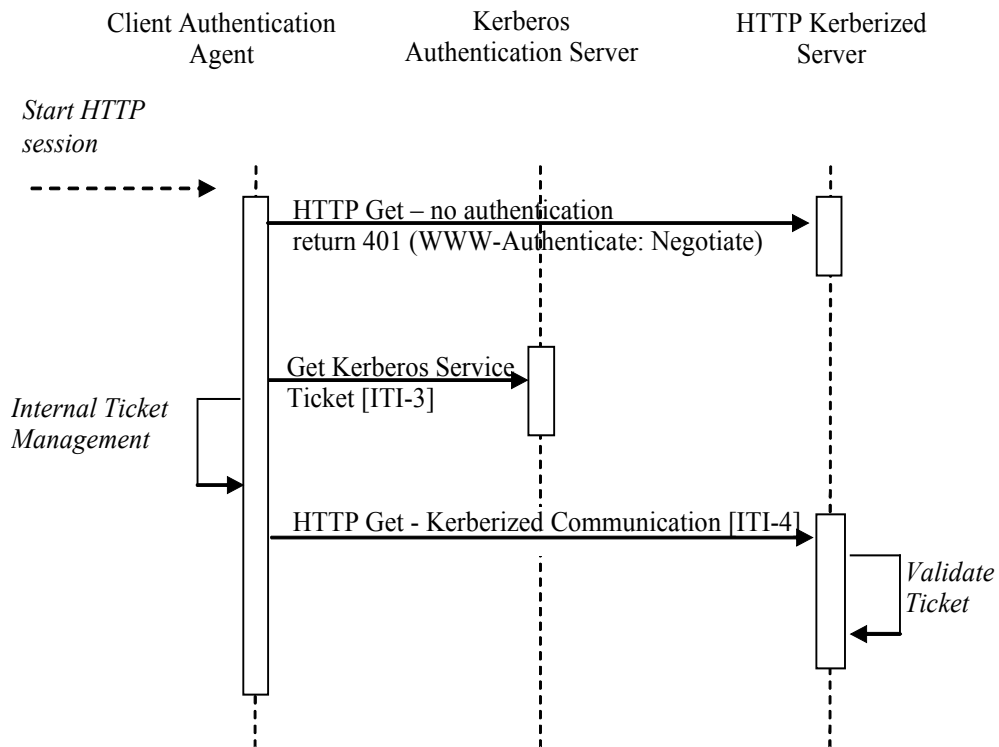 Client Authentication
Agent
Kerberos
Authentication Server
HTTP Kerberized
Server
Start HTTP
session
HTTP Get – no authentication
return 401 (WWW-Authenticate: Negotiate)
Get Kerberos Service
Ticket [ITI-3]
Internal Ticket
Management
HTTP Get - Kerberized Communication [ITI-4]
Validate
Ticket